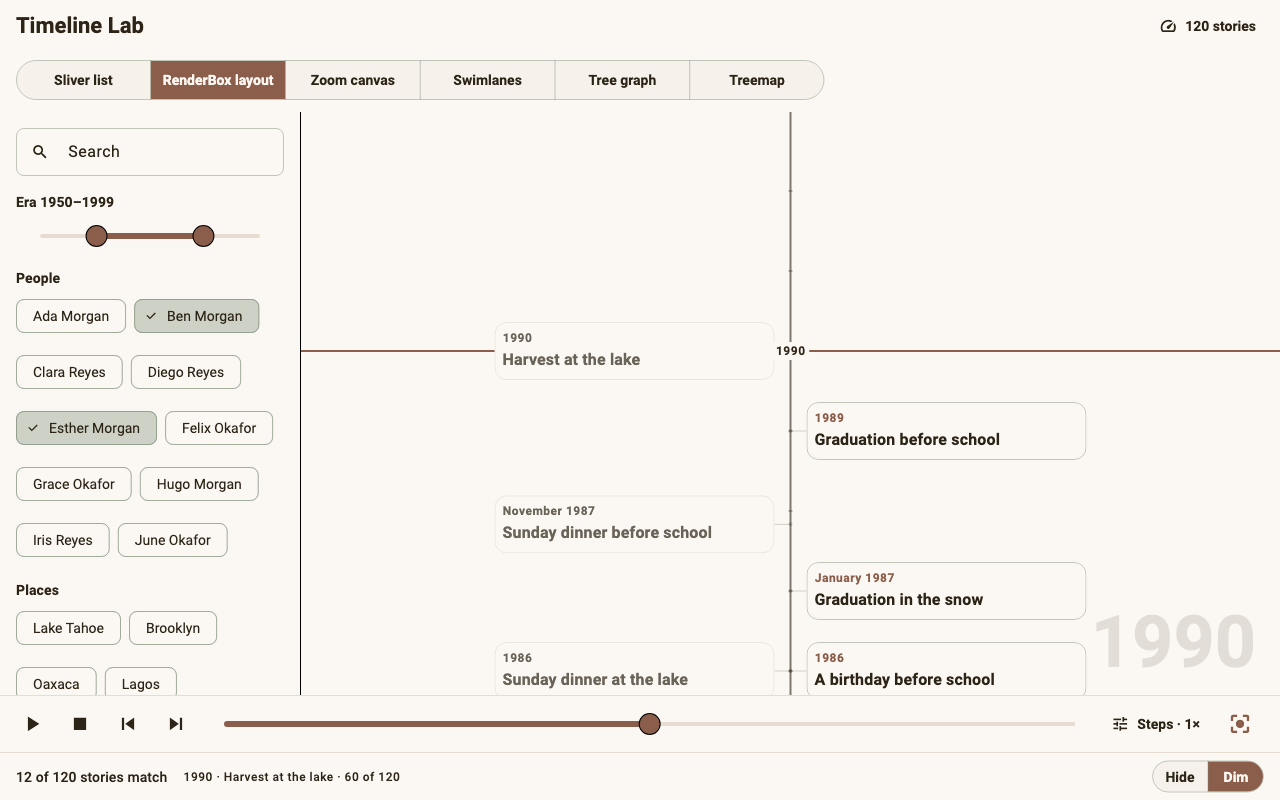 Timeline Lab
120 stories
Sliver list
RenderBox layout
Zoom canvas
Swimlanes
Tree graph
Treemap
Search
Era 1950–1999
People
Ada Morgan
Ben Morgan
Clara Reyes
Diego Reyes
Esther Morgan
Felix Okafor
Grace Okafor
Hugo Morgan
Iris Reyes
June Okafor
Places
Lake Tahoe
Brooklyn
Oaxaca
Lagos
1990
Harvest at the lake
1990
1989
Graduation before school
November 1987
Sunday dinner before school
January 1987
Graduation in the snow
1990
1986
Sunday dinner at the lake
1986
A birthday before school
Steps · 1×
12 of 120 stories match
1990 · Harvest at the lake · 60 of 120
Hide
Dim